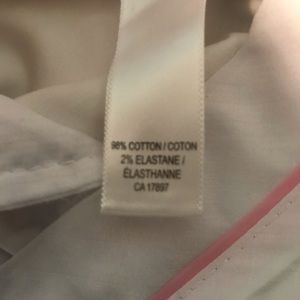 98% COTTON / COTON
2% ELASTANE /
ÉLASTHANNE
CA 17897